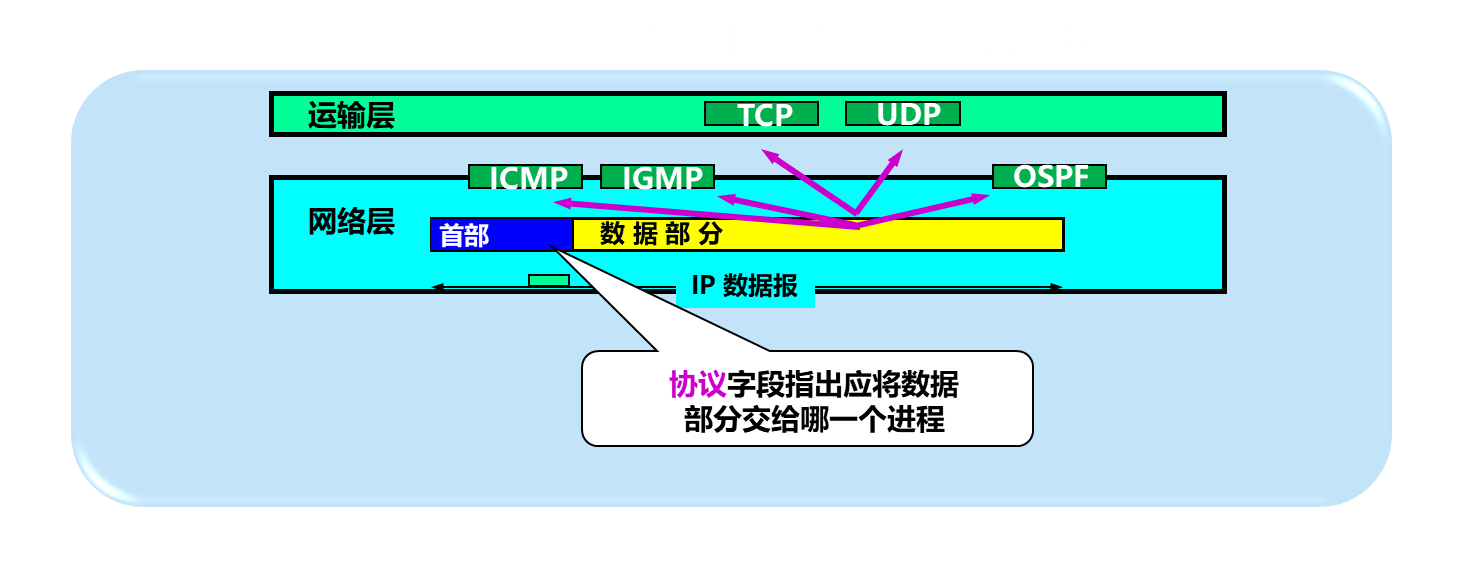 运输层
TCP
UDP
ICMP
IGMP
OSPF
网络层
首部
数 据 部 分
IP 数据报
协议字段指出应将数据
部分交给哪一个进程